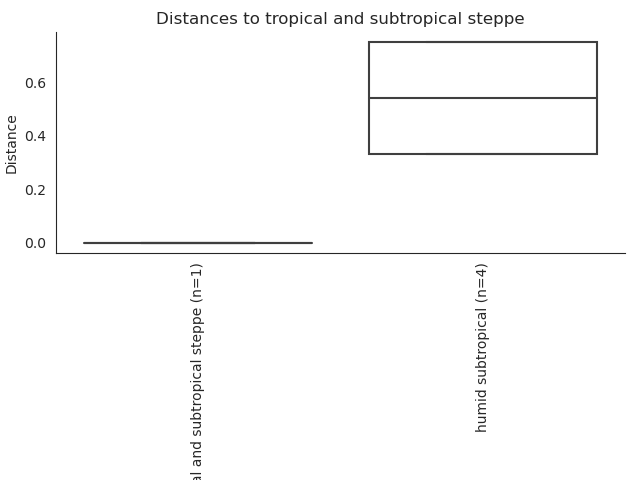 Distances to tropical and subtropical steppe
Distance
0.6
0.4
0.2
0.0
al and subtropical steppe (n=1)
humid subtropical (n=4)